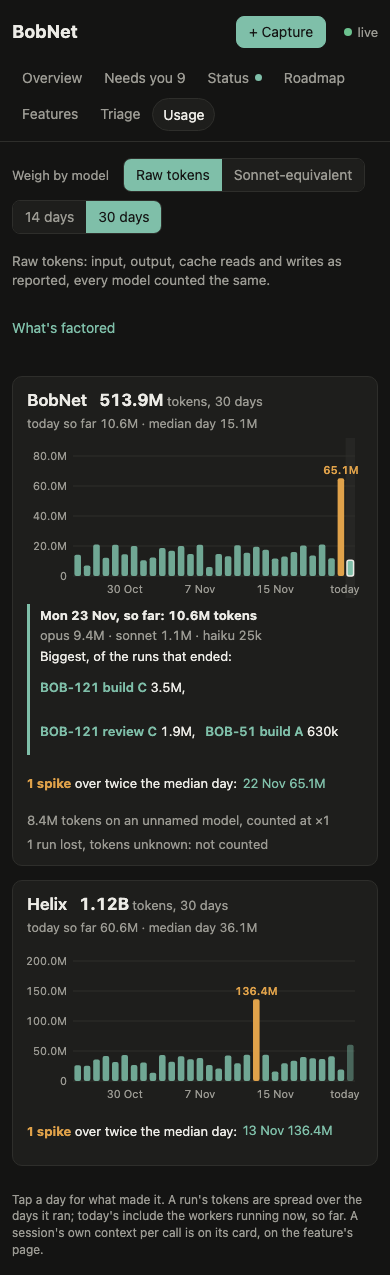 BobNet
+ Capture
live
Overview
Needs you 9
Status
Roadmap
Features
Triage
Usage
Weigh by model
Raw tokens
Sonnet-equivalent
14 days
30 days
Raw tokens: input, output, cache reads and writes as
reported, every model counted the same.
What's factored
BobNet 513.9M tokens, 30 days
today so far 10.6M · median day 15.1M
80.0M
60.0M
40.0M
20.0M
0
65.1M
30 Oct
7 Nov
15 Nov
today
Mon 23 Nov, so far: 10.6M tokens
opus 9.4M · sonnet 1.1M · haiku 25k
Biggest, of the runs that ended:
BOB-121 build C 3.5M,
BOB-121 review C 1.9M, BOB-51 build A 630k
1 spike over twice the median day: 22 Nov 65.1M
8.4M tokens on an unnamed model, counted at ×1
1 run lost, tokens unknown: not counted
Helix 1.12B tokens, 30 days
today so far 60.6M · median day 36.1M
200.0M
150.0M
100.0M
50.0M
0
136.4M
30 Oct
7 Nov
15 Nov
today
1 spike over twice the median day: 13 Nov 136.4M
Tap a day for what made it. A run's tokens are spread over the
days it ran; today's include the workers running now, so far. A
session's own context per call is on its card, on the feature's
page.